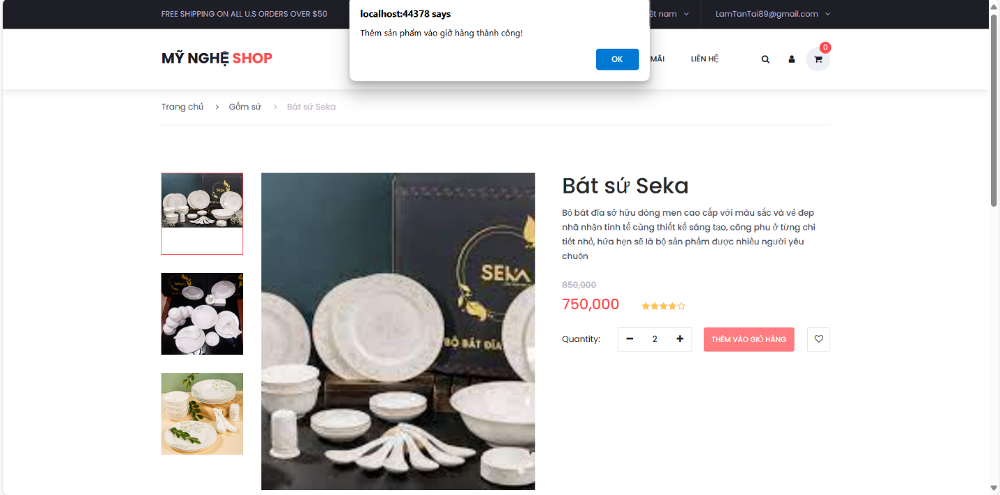 FREE SHIPPING ON ALL U.S ORDERS OVER $50
ệt nam
LamTanTai89@gmail.com
localhost:44378 says
Thêm sản phẩm vào giở hàng thành công!
OK
MỸ NGHỆ SHOP
MÃI
LIÊN HỆ
0
Trang chủ > Gốm sứ > Bát sứ Seka
SEKA
BỘ BÁT ĐĨA
Bát sứ Seka
Bộ bát đĩa sở hữu dòng men cao cấp với màu sắc và vẻ đẹp
nhã nhặn tinh tế cùng thiết kế sáng tạo, công phu ở từng chi
tiết nhỏ, hứa hẹn sẽ là bộ sản phẩm được nhiều người yêu
chuộn
850,000
750,000
Quantity:
2
THÊM VÀO GIỎ HÀNG